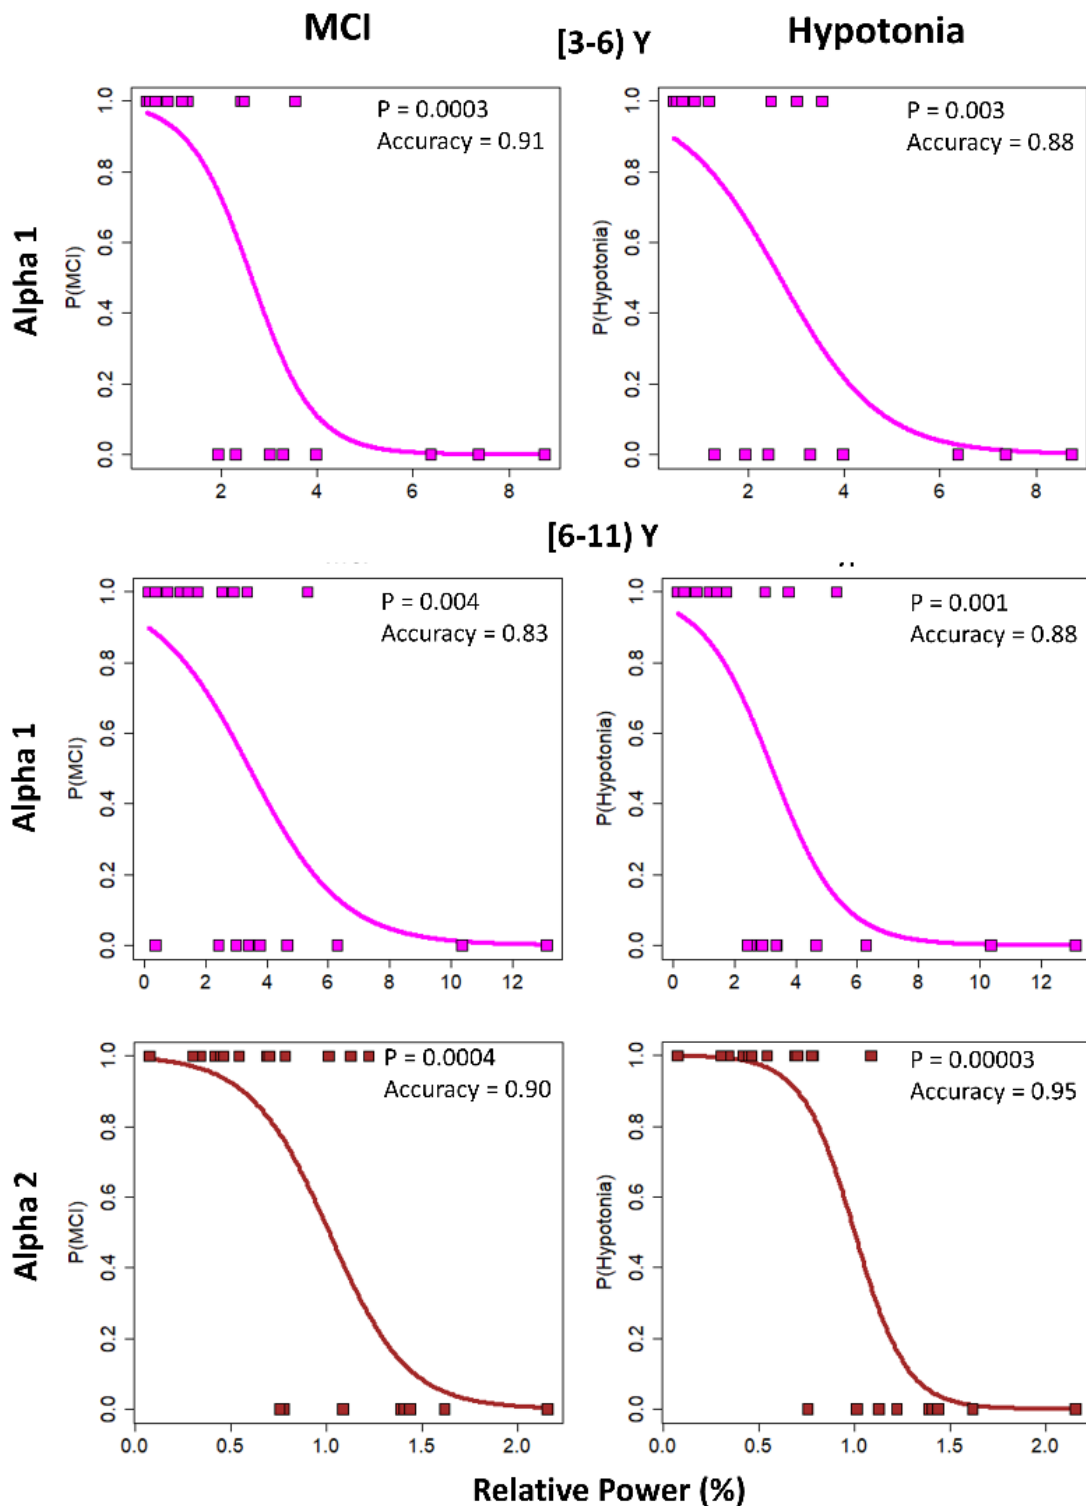 MCI
[3-6) Y
Hypotonia
Alpha 1
P(MCI)
0.0 0.2 0.4 0.6 0.8 1.0
P = 0.0003
Accuracy = 0.91
2 4 6 8
P(Hypotonia)
0.0 0.2 0.4 0.6 0.8 1.0
P = 0.003
Accuracy = 0.88
2 4 6 8
[6-11) Y
Alpha 1
P(MCI)
0.0 0.2 0.4 0.6 0.8 1.0
P = 0.004
Accuracy = 0.83
0 2 4 6 8 10 12
P(Hypotonia)
0.0 0.2 0.4 0.6 0.8 1.0
P = 0.001
Accuracy = 0.88
0 2 4 6 8 10 12
Alpha 2
P(MCI)
0.0 0.2 0.4 0.6 0.8 1.0
P = 0.0004
Accuracy = 0.90
0.0 0.5 1.0 1.5 2.0
P(Hypotonia)
0.0 0.2 0.4 0.6 0.8 1.0
P = 0.00003
Accuracy = 0.95
0.0 0.5 1.0 1.5 2.0
Relative Power (%)